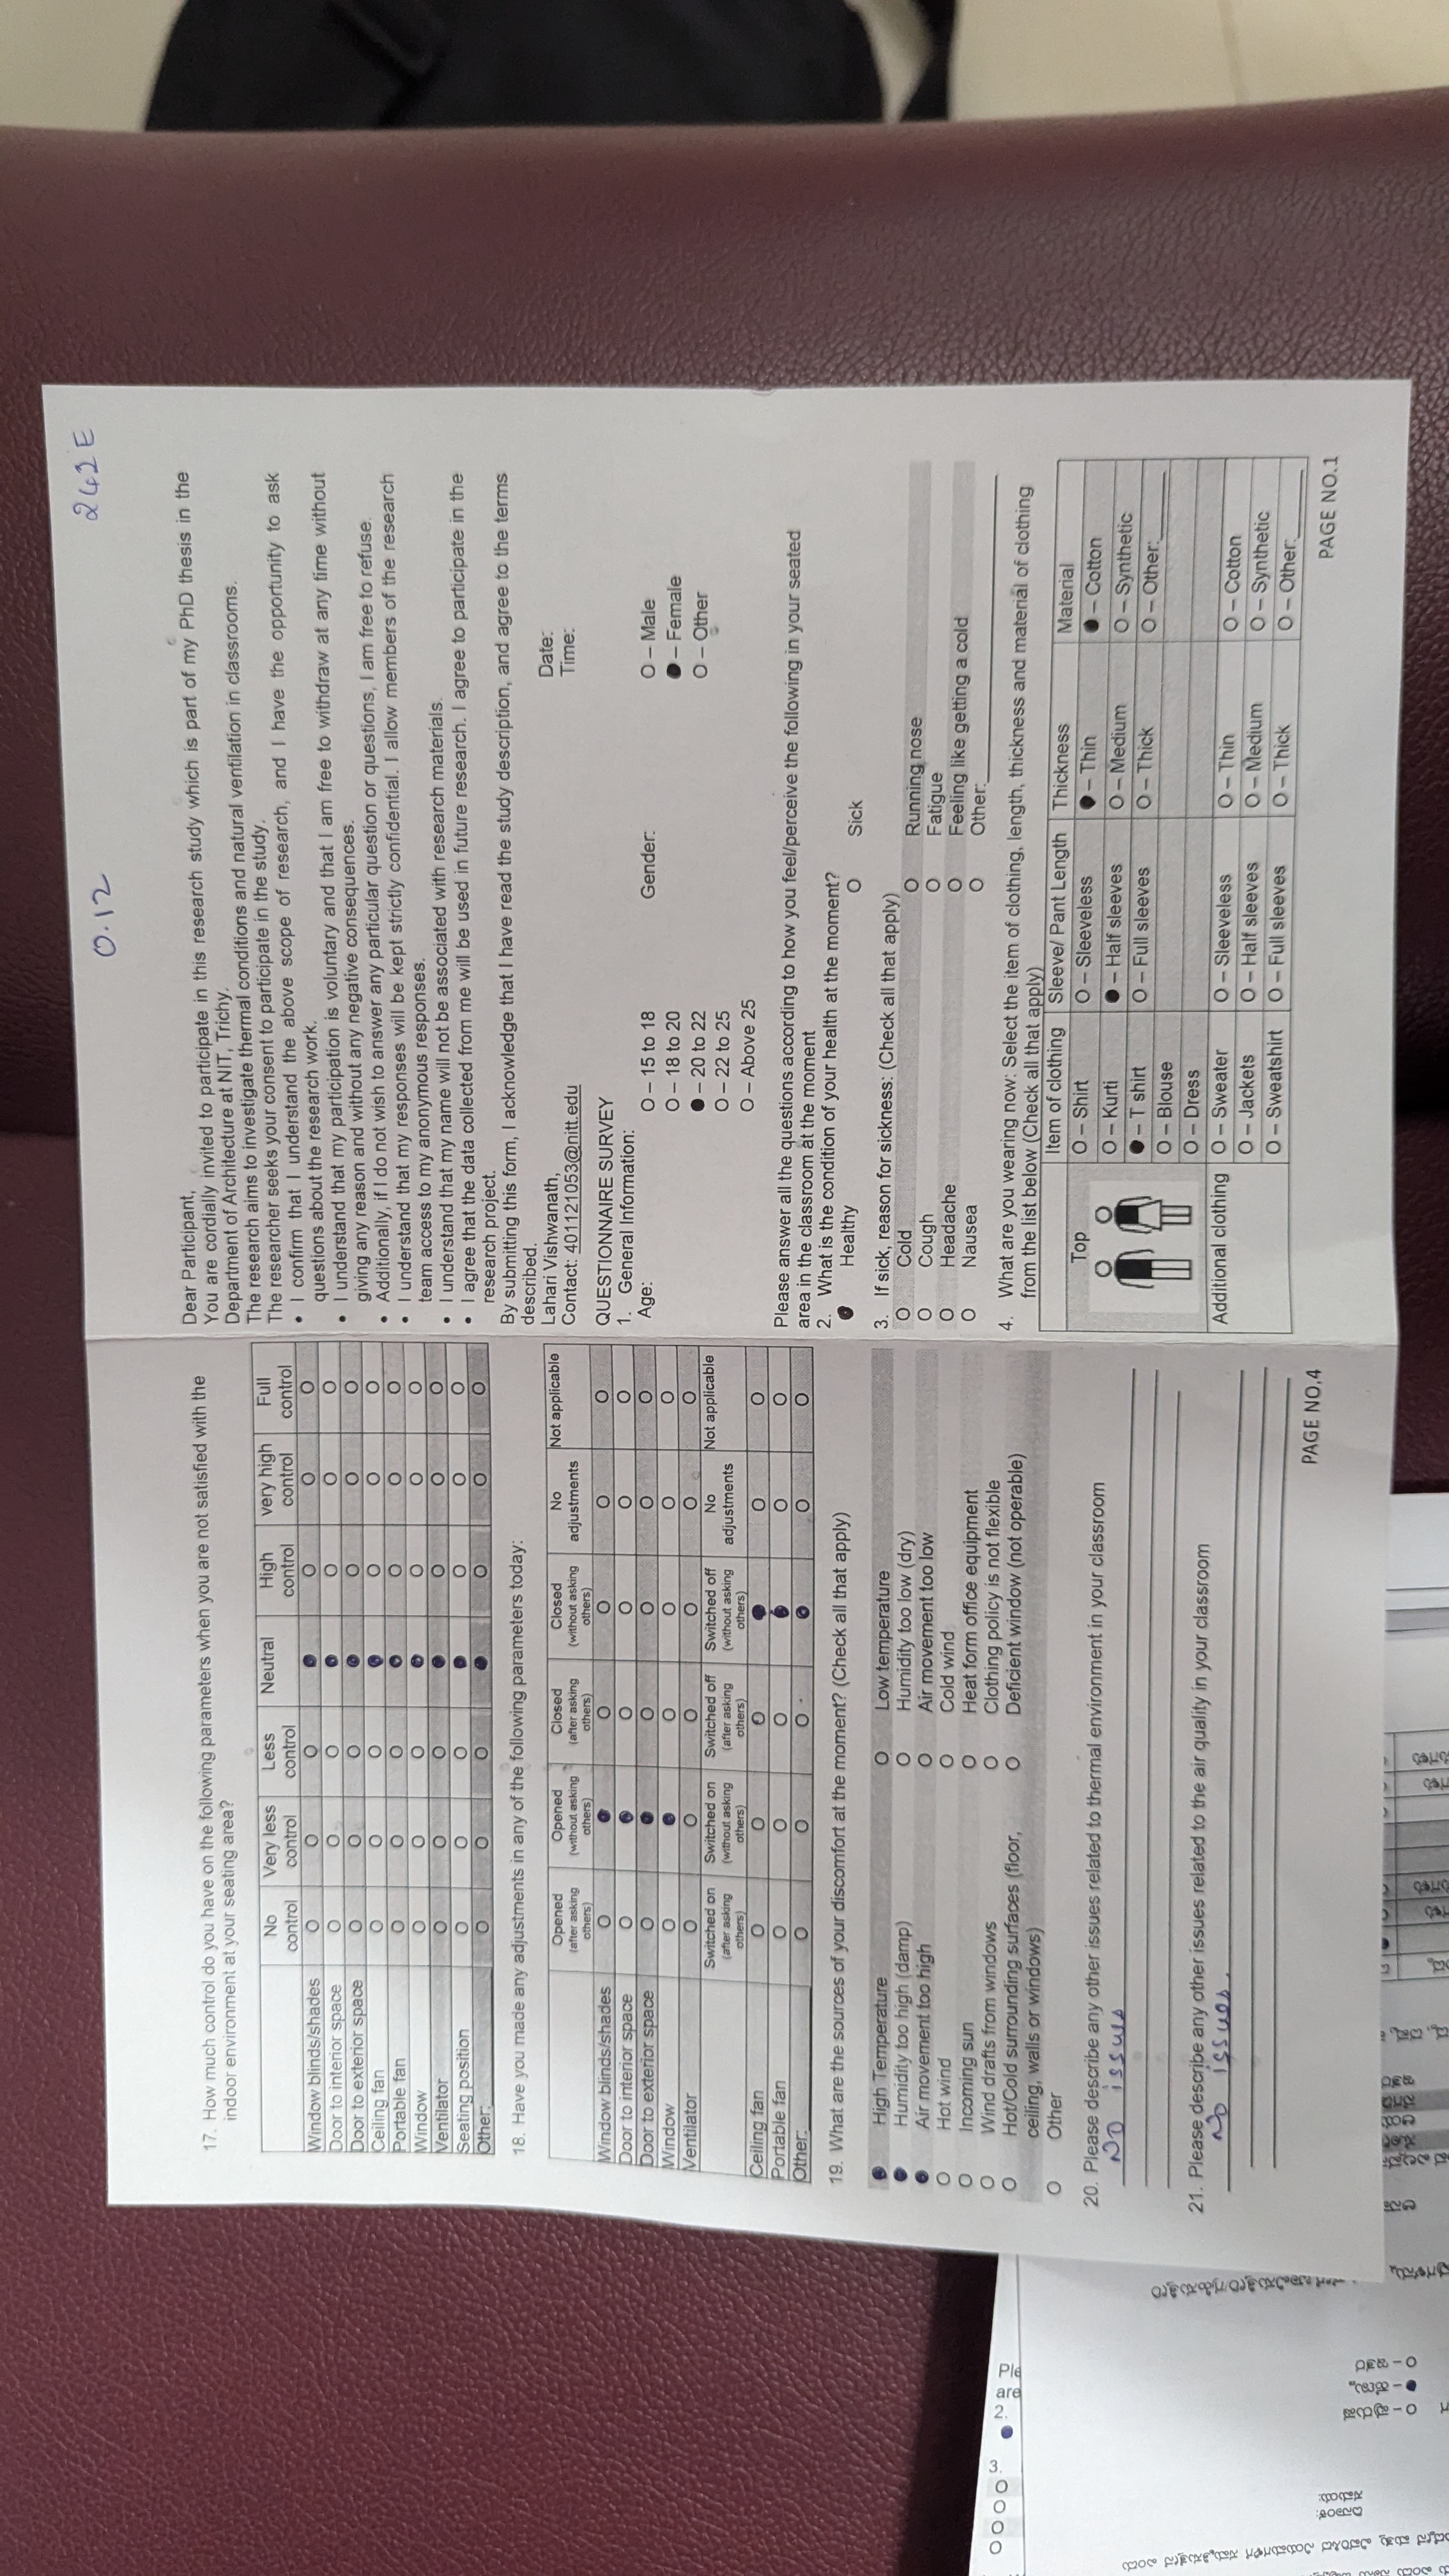 0.12
242E
17. How much control do you have on the following parameters when you are not satisfied with the
indoor environment at your seating area?
No control Very less control Less control Neutral High control very high control Full control
Window blinds/shades O O O ● O O O
Door to interior space O O O ● O O O
Door to exterior space O O O ● O O O
Ceiling fan O O O ● O O O
Portable fan O O O ● O O O
Window O O O ● O O O
Ventilator O O O ● O O O
Seating position O O O ● O O O
Other: O O O ● O O O
18. Have you made any adjustments in any of the following parameters today:
Opened (after asking others) Opened (without asking others) Closed (after asking others) Closed (without asking others) No adjustments Not applicable
Window blinds/shades O ● O O O O
Door to interior space O ● O O O O
Door to exterior space O ● O O O O
Window O ● O O O O
Ventilator O O O O O O
Switched on (after asking others) Switched on (without asking others) Switched off (after asking others) Switched off (without asking others) No adjustments Not applicable
Ceiling fan O O O ● O O
Portable fan O O O ● O O
Other: O O O ● O O
19. What are the sources of your discomfort at the moment? (Check all that apply)
● High Temperature O Low temperature
● Humidity too high (damp) O Humidity too low (dry)
● Air movement too high O Air movement too low
O Hot wind O Cold wind
O Incoming sun O Heat form office equipment
O Wind drafts from windows O Clothing policy is not flexible
O Hot/Cold surrounding surfaces (floor, O Deficient window (not operable)
ceiling, walls or windows)
O Other
20. Please describe any other issues related to thermal environment in your classroom
NO issues
21. Please describe any other issues related to the air quality in your classroom
No issues.
PAGE NO.4
Dear Participant,
You are cordially invited to participate in this research study which is part of my PhD thesis in the
Department of Architecture at NIT, Trichy.
The research aims to investigate thermal conditions and natural ventilation in classrooms.
The researcher seeks your consent to participate in the study.
• I confirm that I understand the above scope of research, and I have the opportunity to ask
questions about the research work.
• I understand that my participation is voluntary and that I am free to withdraw at any time without
giving any reason and without any negative consequences.
• Additionally, if I do not wish to answer any particular question or questions, I am free to refuse.
• I understand that my responses will be kept strictly confidential. I allow members of the research
team access to my anonymous responses.
• I understand that my name will not be associated with research materials.
• I agree that the data collected from me will be used in future research. I agree to participate in the
research project.
By submitting this form, I acknowledge that I have read the study description, and agree to the terms
described.
Lahari Vishwanath, Date:
Contact: 401121053@nitt.edu Time:
QUESTIONNAIRE SURVEY
1. General Information:
Age: O – 15 to 18 Gender: O – Male
O – 18 to 20 ● – Female
● – 20 to 22 O – Other
O – 22 to 25
O – Above 25
Please answer all the questions according to how you feel/perceive the following in your seated
area in the classroom at the moment
2. What is the condition of your health at the moment?
● Healthy O Sick
3. If sick, reason for sickness: (Check all that apply)
O Cold O Running nose
O Cough O Fatigue
O Headache O Feeling like getting a cold
O Nausea O Other:
4. What are you wearing now: Select the item of clothing, length, thickness and material of clothing
from the list below (Check all that apply)
Item of clothing Sleeve/ Pant Length Thickness Material
Top O – Shirt O – Sleeveless ● – Thin ● – Cotton
O – Kurti ● – Half sleeves O – Medium O – Synthetic
● – T shirt O – Full sleeves O – Thick O – Other:
O – Blouse
O – Dress
Additional clothing O – Sweater O – Sleeveless O – Thin O – Cotton
O – Jackets O – Half sleeves O – Medium O – Synthetic
O – Sweatshirt O – Full sleeves O – Thick O – Other:
PAGE NO.1
Ple
are
2.
3.